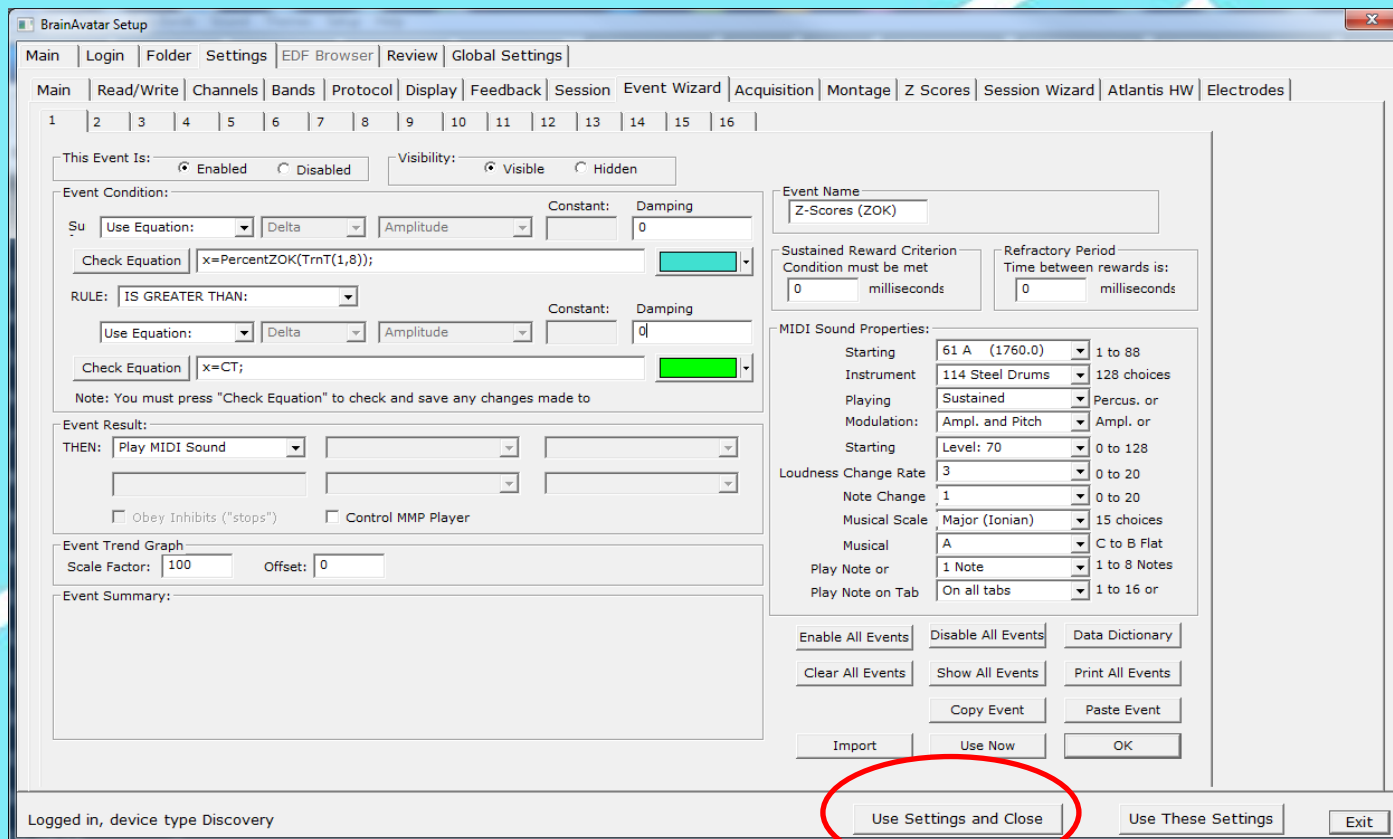 BrainAvatar Setup
Main Login Folder Settings EDF Browser Review Global Settings
Main Read/Write Channels Bands Protocol Display Feedback Session Event Wizard Acquisition Montage Z Scores Session Wizard Atlantis HW Electrodes
1 2 3 4 5 6 7 8 9 10 11 12 13 14 15 16
This Event Is: Enabled Disabled
Visibility: Visible Hidden
Event Condition:
Constant: Damping
Su Use Equation: Delta Amplitude 0
Check Equation x=PercentZOK(TrnT(1,8));
RULE: IS GREATER THAN:
Constant: Damping
Use Equation: Delta Amplitude 0
Check Equation x=CT;
Note: You must press "Check Equation" to check and save any changes made to
Event Result:
THEN: Play MIDI Sound
Obey Inhibits ("stops") Control MMP Player
Event Trend Graph
Scale Factor: 100 Offset: 0
Event Summary:
Event Name
Z-Scores (ZOK)
Sustained Reward Criterion
Condition must be met
0 milliseconds
Refractory Period
Time between rewards is:
0 milliseconds
MIDI Sound Properties:
Starting 61 A (1760.0) 1 to 88
Instrument 114 Steel Drums 128 choices
Playing Sustained Percus. or
Modulation: Ampl. and Pitch Ampl. or
Starting Level: 70 0 to 128
Loudness Change Rate 3 0 to 20
Note Change 1 0 to 20
Musical Scale Major (Ionian) 15 choices
Musical A C to B Flat
Play Note or 1 Note 1 to 8 Notes
Play Note on Tab On all tabs 1 to 16 or
Enable All Events Disable All Events Data Dictionary
Clear All Events Show All Events Print All Events
Copy Event Paste Event
Import Use Now OK
Logged in, device type Discovery Use Settings and Close Use These Settings Exit